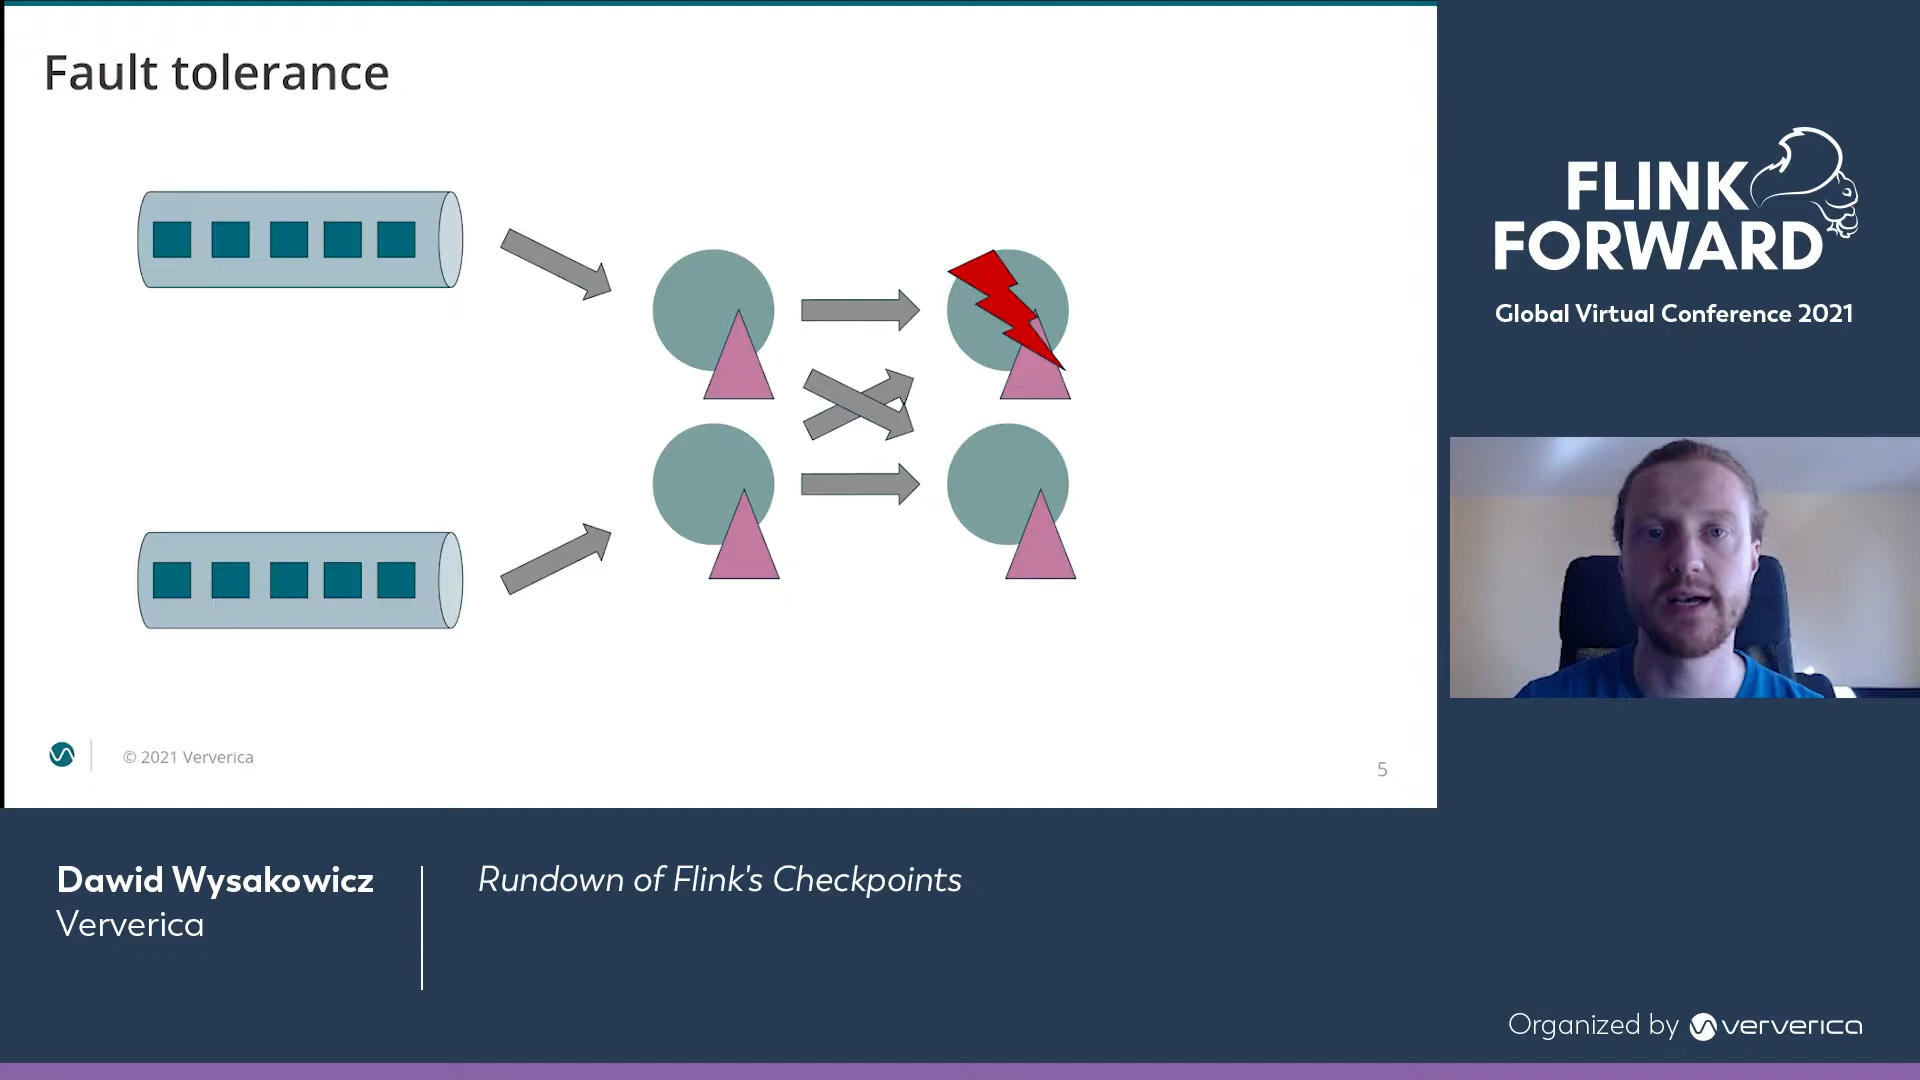 Fault tolerance
© 2021 Ververica
5
FLINK
FORWARD
Global Virtual Conference 2021
Dawid Wysakowicz
Ververica
Rundown of Flink's Checkpoints
Organized by ververica